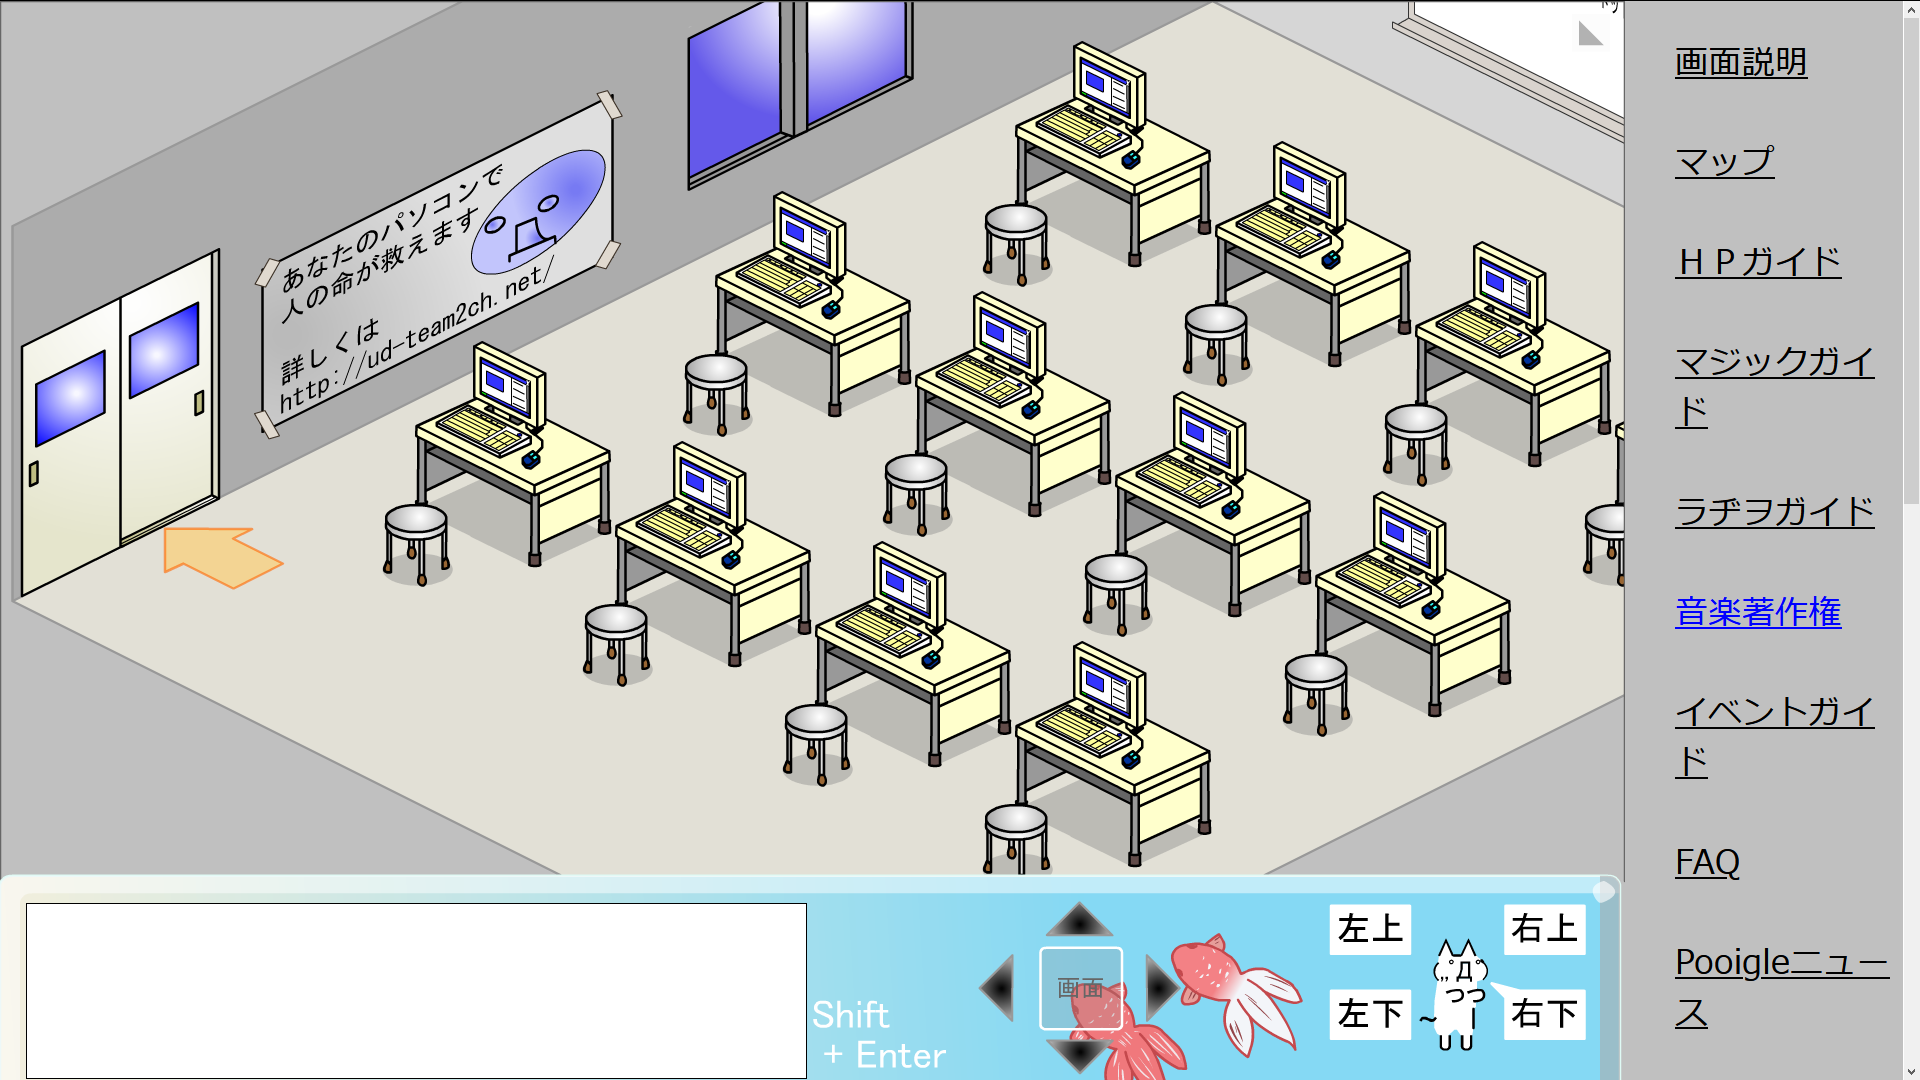 あなたのパソコンで
人の命が救えます
詳しくは
http://ud-team2ch.net/
画面説明
マップ
ＨＰガイド
マジックガイ
ド
ラヂヲガイド
音楽著作権
イベントガイ
ド
FAQ
Pooigleニュー
ス
Shift
+ Enter
画面
左上
右上
左下
右下